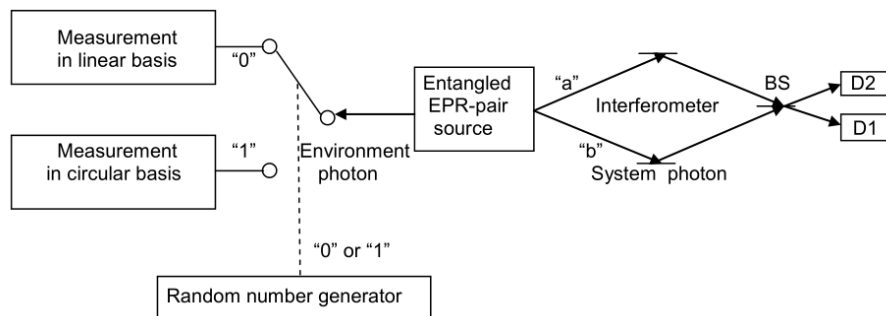 Measurement
in linear basis
“0”
Measurement
in circular basis
“1”
Environment
photon
Entangled
EPR-pair
source
“a”
“b”
Interferometer
System photon
BS
D2
D1
“0” or “1”
Random number generator